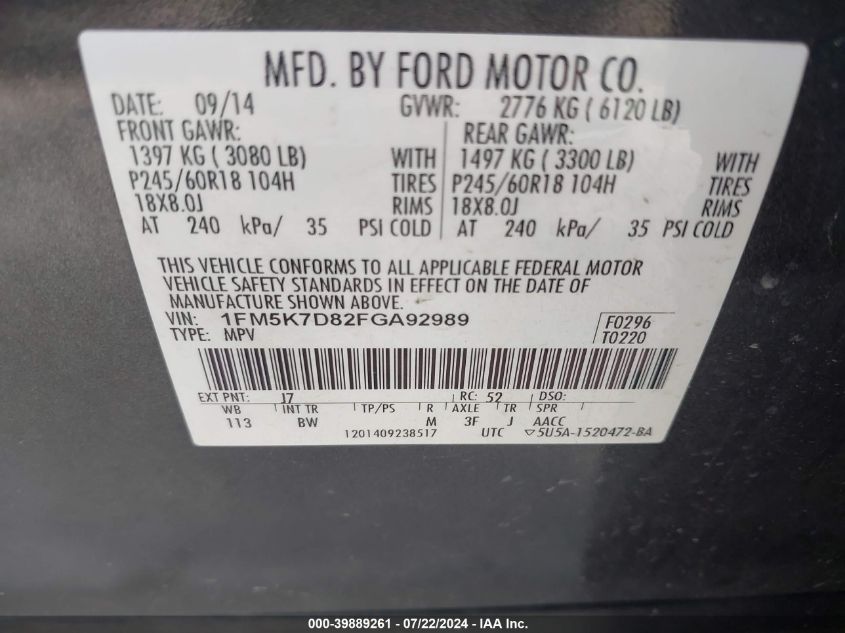 MFD. BY FORD MOTOR CO.
DATE: 09/14 GVWR: 2776 KG ( 6120 LB)
FRONT GAWR: REAR GAWR:
1397 KG ( 3080 LB) WITH 1497 KG ( 3300 LB) WITH
P245/60R18 104H TIRES P245/60R18 104H TIRES
18X8.0J RIMS 18X8.0J RIMS
AT 240 kPa/ 35 PSI COLD AT 240 kPa/ 35 PSI COLD
THIS VEHICLE CONFORMS TO ALL APPLICABLE FEDERAL MOTOR
VEHICLE SAFETY STANDARDS IN EFFECT ON THE DATE OF
MANUFACTURE SHOWN ABOVE.
VIN: 1FM5K7D82FGA92989 F0296
TYPE: MPV T0220
EXT PNT: J7 RC: 52 DSO:
WB INT TR TP/PS R AXLE TR SPR
113 BW M 3F J AACC
1201409238517 UTC ▽5U5A-1520472-BA
000-39889261 - 07/22/2024 - IAA Inc.